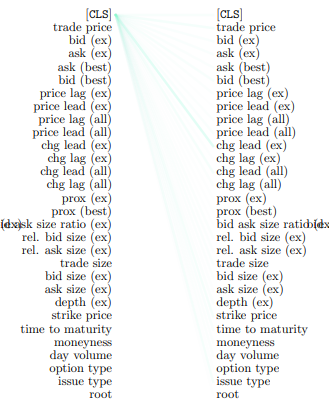 [CLS] [CLS]
trade price trade price
bid (ex) bid (ex)
ask (ex) ask (ex)
ask (best) ask (best)
bid (best) bid (best)
price lag (ex) price lag (ex)
price lead (ex) price lead (ex)
price lag (all) price lag (all)
price lead (all) price lead (all)
chg lead (ex) chg lead (ex)
chg lag (ex) chg lag (ex)
chg lead (all) chg lead (all)
chg lag (all) chg lag (all)
prox (ex) prox (ex)
prox (best) prox (best)
ask size ratio (ex) bid ask size ratio
rel. bid size (ex) rel. bid size (ex)
rel. ask size (ex) rel. ask size (ex)
trade size trade size
bid size (ex) bid size (ex)
ask size (ex) ask size (ex)
depth (ex) depth (ex)
strike price strike price
time to maturity time to maturity
moneyness moneyness
day volume day volume
option type option type
issue type issue type
root root